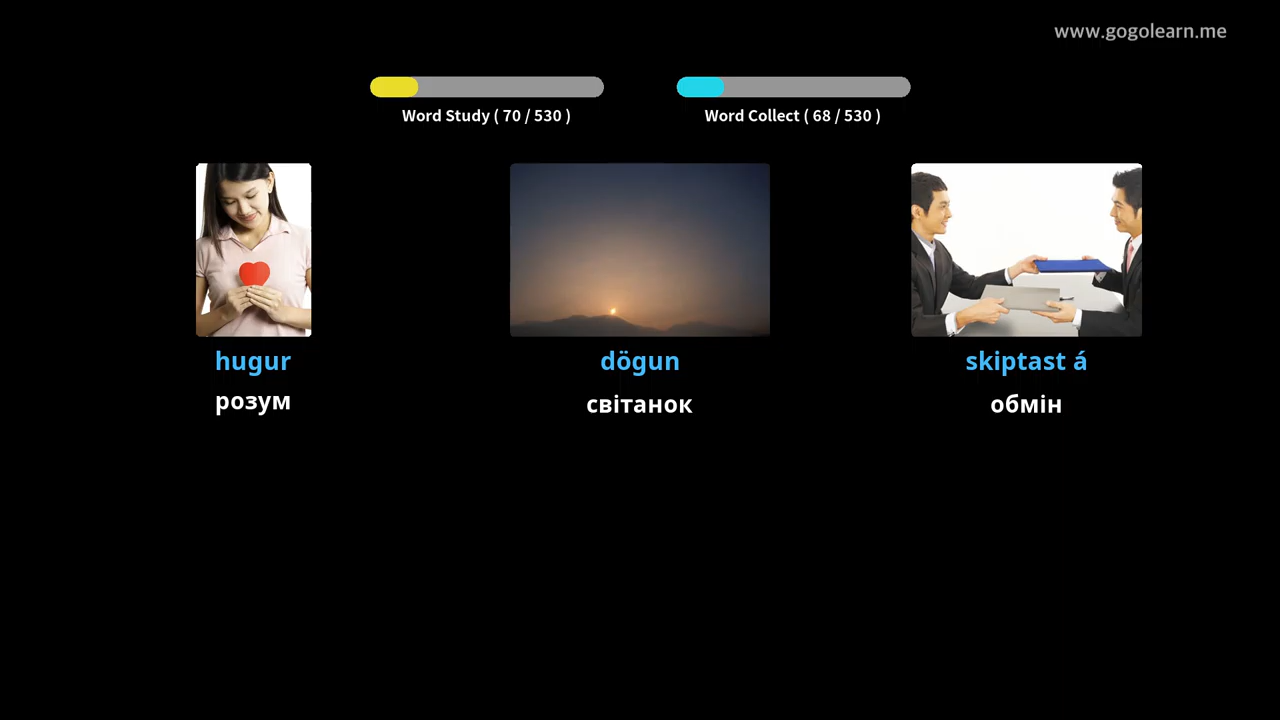 www.gogolearn.me
Word Study ( 70 / 530 )
Word Collect ( 68 / 530 )
hugur
dögun
skiptast á
розум
світанок
обмін